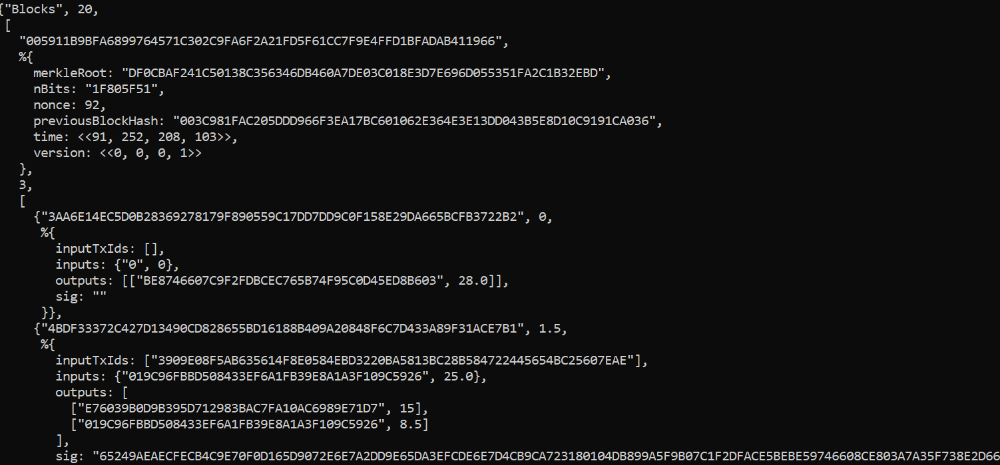 {"Blocks", 20,
[
"005911B9BFA6899764571C302C9FA6F2A21FD5F61CC7F9E4FFD1BFADAB411966",
%{
merkleRoot: "DF0CBAF241C50138C356346DB460A7DE03C018E3D7E696D055351FA2C1B32EBD",
nBits: "1F805F51",
nonce: 92,
previousBlockHash: "003C981FAC205DDD966F3EA17BC601062E364E3E13DD043B5E8D10C9191CA036",
time: <<91, 252, 208, 103>>,
version: <<0, 0, 0, 1>>
},
3,
[
{"3AA6E14EC5D0B28369278179F890559C17DD7DD9C0F158E29DA665BCFB3722B2", 0,
%{
inputTxIds: [],
inputs: {"0", 0},
outputs: [["BE8746607C9F2FDBCEC765B74F95C0D45ED8B603", 28.0]],
sig: ""
}},
{"4BDF33372C427D13490CD828655BD16188B409A20848F6C7D433A89F31ACE7B1", 1.5,
%{
inputTxIds: ["3909E08F5AB635614F8E0584EBD3220BA5813BC28B584722445654BC25607EAE"],
inputs: {"019C96FBBD508433EF6A1FB39E8A1A3F109C5926", 25.0},
outputs: [
["E76039B0D9B395D712983BAC7FA10AC6989E71D7", 15],
["019C96FBBD508433EF6A1FB39E8A1A3F109C5926", 8.5]
],
sig: "65249AEAECFECB4C9E70F0D165D9072E6E7A2DD9E65DA3EFCDE6E7D4CB9CA723180104DB899A5F9B07C1F2DFACE5BEBE59746608CE803A7A35F738E2D66